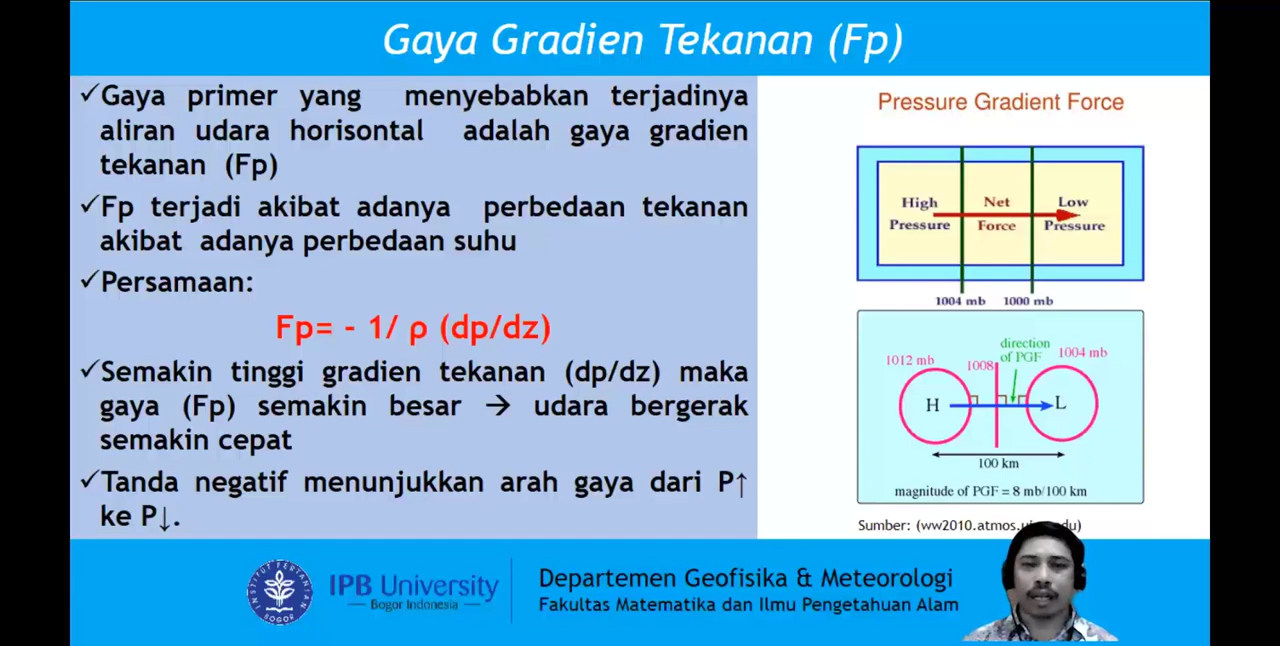 Gaya Gradien Tekanan (Fp)
✓Gaya primer yang menyebabkan terjadinya
aliran udara horisontal adalah gaya gradien
tekanan (Fp)
✓Fp terjadi akibat adanya perbedaan tekanan
akibat adanya perbedaan suhu
✓Persamaan:
Fp= - 1/ ρ (dp/dz)
✓Semakin tinggi gradien tekanan (dp/dz) maka
gaya (Fp) semakin besar → udara bergerak
semakin cepat
✓Tanda negatif menunjukkan arah gaya dari P↑
ke P↓.
Pressure Gradient Force
High Pressure
Net Force
Low Pressure
1004 mb 1000 mb
1012 mb
1008
direction
of PGF
1004 mb
H
L
100 km
magnitude of PGF = 8 mb/100 km
Sumber: (ww2010.atmos.
INSTITUT PERTANIAN
BOGOR
IPB University
Bogor Indonesia
Departemen Geofisika & Meteorologi
Fakultas Matematika dan Ilmu Pengetahuan Alam